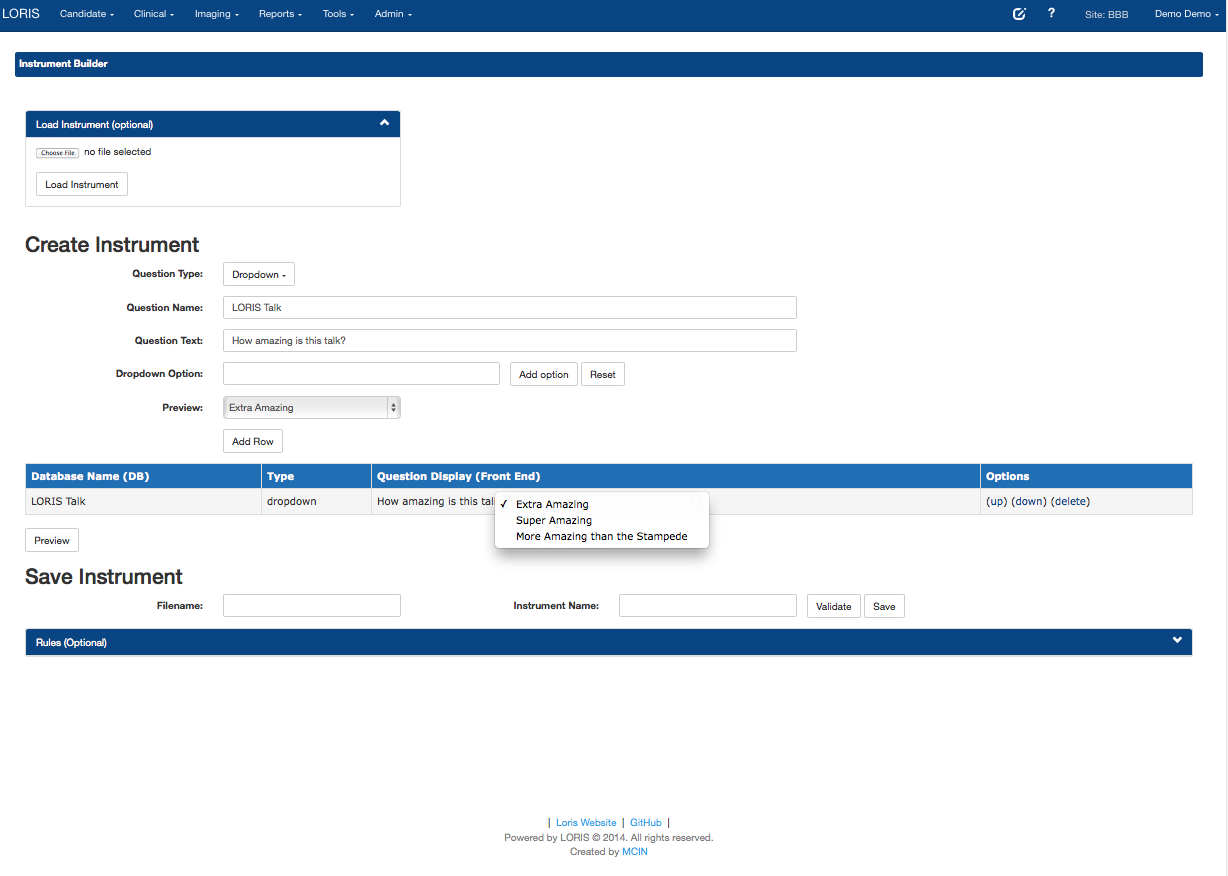 LORIS Candidate Clinical Imaging Reports Tools Admin ? Site: BBB Demo Demo
Instrument Builder
Load Instrument (optional)
Choose File no file selected
Load Instrument
Create Instrument
Question Type: Dropdown
Question Name: LORIS Talk
Question Text: How amazing is this talk?
Dropdown Option: Add option Reset
Preview: Extra Amazing
Add Row
Database Name (DB) Type Question Display (Front End) Options
LORIS Talk dropdown How amazing is this tal (up) (down) (delete)
✓ Extra Amazing
Super Amazing
More Amazing than the Stampede
Preview
Save Instrument
Filename: Instrument Name: Validate Save
Rules (Optional)
| Loris Website | GitHub |
Powered by LORIS © 2014. All rights reserved.
Created by MCIN